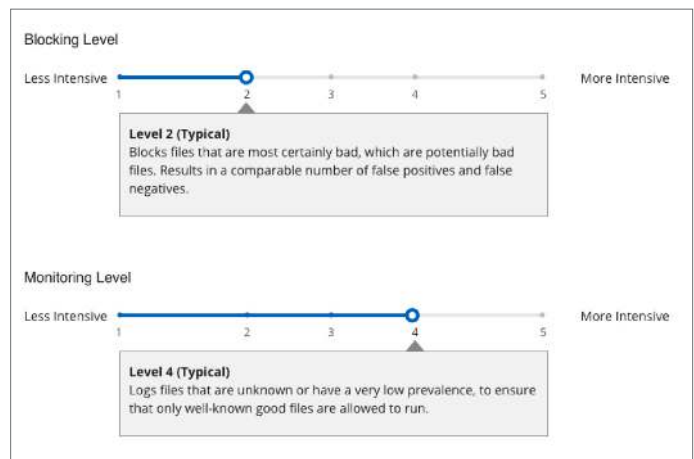 Blocking Level
Less Intensive More Intensive
1 2 3 4 5
Level 2 (Typical)
Blocks files that are most certainly bad, which are potentially bad
files. Results in a comparable number of false positives and false
negatives.
Monitoring Level
Less Intensive More Intensive
1 2 3 4 5
Level 4 (Typical)
Logs files that are unknown or have a very low prevalence, to ensure
that only well-known good files are allowed to run.